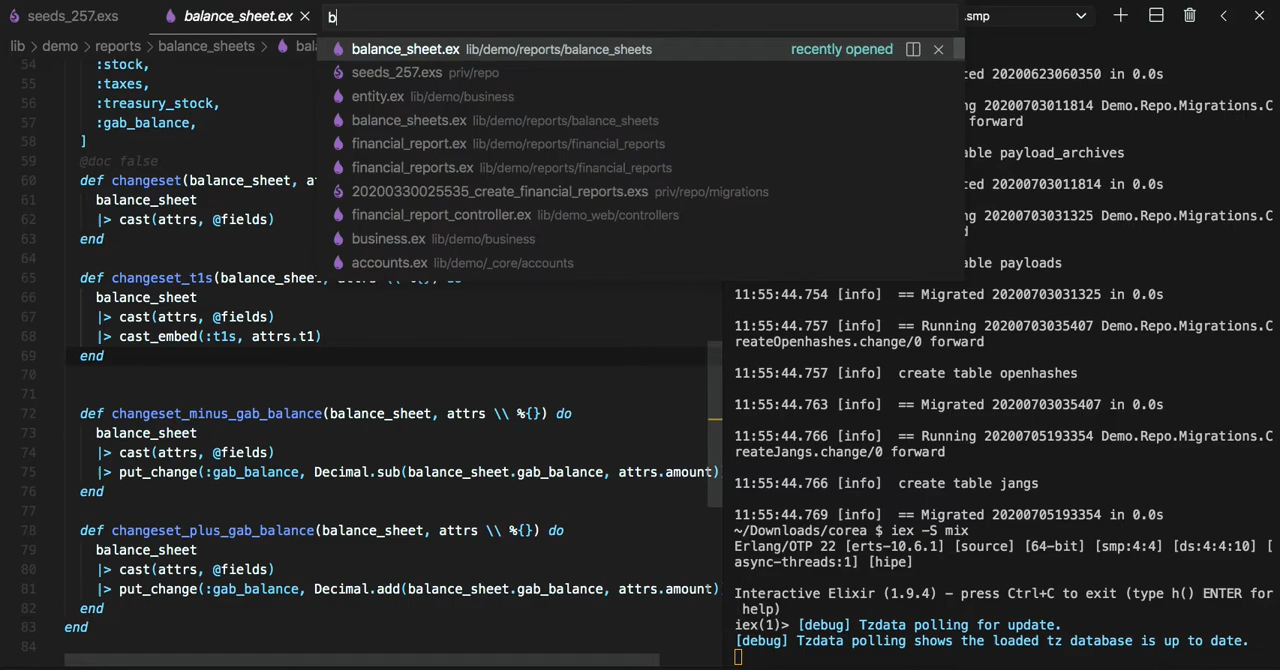 seeds_257.exs
balance_sheet.ex
b
.smp
lib > demo > reports > balance_sheets >
balance_sheet.ex lib/demo/reports/balance_sheets recently opened
seeds_257.exs priv/repo
entity.ex lib/demo/business
balance_sheets.ex lib/demo/reports/balance_sheets
financial_report.ex lib/demo/reports/financial_reports
financial_reports.ex lib/demo/reports/financial_reports
20200330025535_create_financial_reports.exs priv/repo/migrations
financial_report_controller.ex lib/demo_web/controllers
business.ex lib/demo/business
accounts.ex lib/demo/_core/accounts
54 :stock,
55 :taxes,
56 :treasury_stock,
57 :gab_balance,
58 ]
59 @doc false
60 def changeset(balance_sheet,
61 balance_sheet
62 |> cast(attrs, @fields)
63 end
64
65 def changeset_t1s(balance_sheet, attrs \\ %{}) do
66 balance_sheet
67 |> cast(attrs, @fields)
68 |> cast_embed(:t1s, attrs.t1)
69 end
70
71
72 def changeset_minus_gab_balance(balance_sheet, attrs \\ %{}) do
73 balance_sheet
74 |> cast(attrs, @fields)
75 |> put_change(:gab_balance, Decimal.sub(balance_sheet.gab_balance, attrs.amount)
76 end
77
78 def changeset_plus_gab_balance(balance_sheet, attrs \\ %{}) do
79 balance_sheet
80 |> cast(attrs, @fields)
81 |> put_change(:gab_balance, Decimal.add(balance_sheet.gab_balance, attrs.amount)
82 end
83 end
84
ted 20200623060350 in 0.0s
ng 20200703011814 Demo.Repo.Migrations.C
forward
able payload_archives
ted 20200703011814 in 0.0s
ng 20200703031325 Demo.Repo.Migrations.C
d
able payloads
11:55:44.754 [info] == Migrated 20200703031325 in 0.0s
11:55:44.757 [info] == Running 20200703035407 Demo.Repo.Migrations.C
reateOpenhashes.change/0 forward
11:55:44.757 [info] create table openhashes
11:55:44.763 [info] == Migrated 20200703035407 in 0.0s
11:55:44.766 [info] == Running 20200705193354 Demo.Repo.Migrations.C
reateJangs.change/0 forward
11:55:44.766 [info] create table jangs
11:55:44.769 [info] == Migrated 20200705193354 in 0.0s
~/Downloads/corea $ iex -S mix
Erlang/OTP 22 [erts-10.6.1] [source] [64-bit] [smp:4:4] [ds:4:4:10] [
async-threads:1] [hipe]
Interactive Elixir (1.9.4) - press Ctrl+C to exit (type h() ENTER for
help)
iex(1)> [debug] Tzdata polling for update.
[debug] Tzdata polling shows the loaded tz database is up to date.